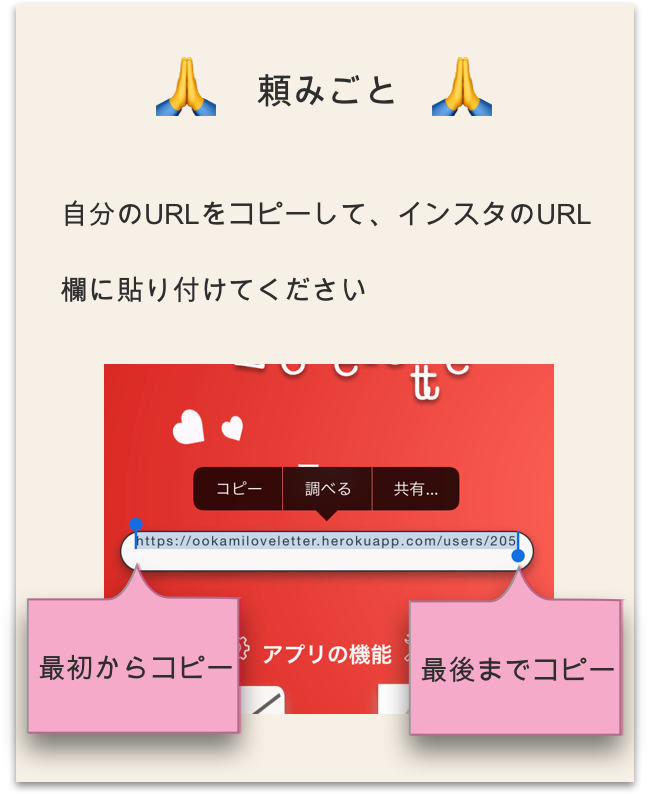 🙏 頼みごと 🙏
自分のURLをコピーして、インスタのURL
欄に貼り付けてください
コピー 調べる 共有...
https://ookamiloveletter.herokuapp.com/users/205
アプリの機能
最初からコピー
最後までコピー